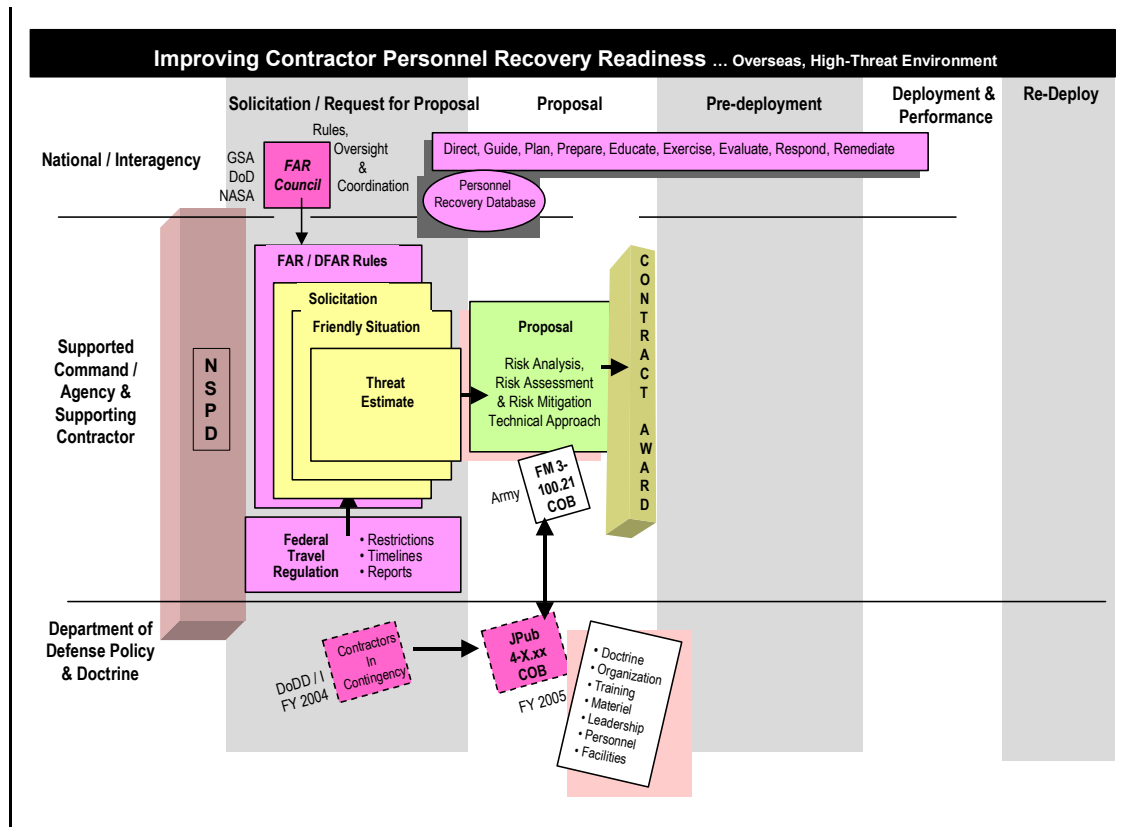 Improving Contractor Personnel Recovery Readiness ... Overseas, High-Threat Environment
Solicitation / Request for Proposal
Proposal
Pre-deployment
Deployment &
Performance
Re-Deploy
National / Interagency
GSA
DoD
NASA
FAR
Council
Rules,
Oversight
&
Coordination
Direct, Guide, Plan, Prepare, Educate, Exercise, Evaluate, Respond, Remediate
Personnel
Recovery Database
Supported
Command /
Agency &
Supporting
Contractor
N
S
P
D
FAR / DFAR Rules
Solicitation
Friendly Situation
Threat
Estimate
Proposal
Risk Analysis,
Risk Assessment
& Risk Mitigation
Technical Approach
C
O
N
T
R
A
C
T
A
W
A
R
D
Army
FM 3-
100.21
COB
Federal
Travel
Regulation
• Restrictions
• Timelines
• Reports
Department of
Defense Policy
& Doctrine
DoDD / I
FY 2004
Contractors
In
Contingency
JPub
4-X.xx
COB
FY 2005
• Doctrine
• Organization
• Training
• Materiel
• Leadership
• Personnel
• Facilities